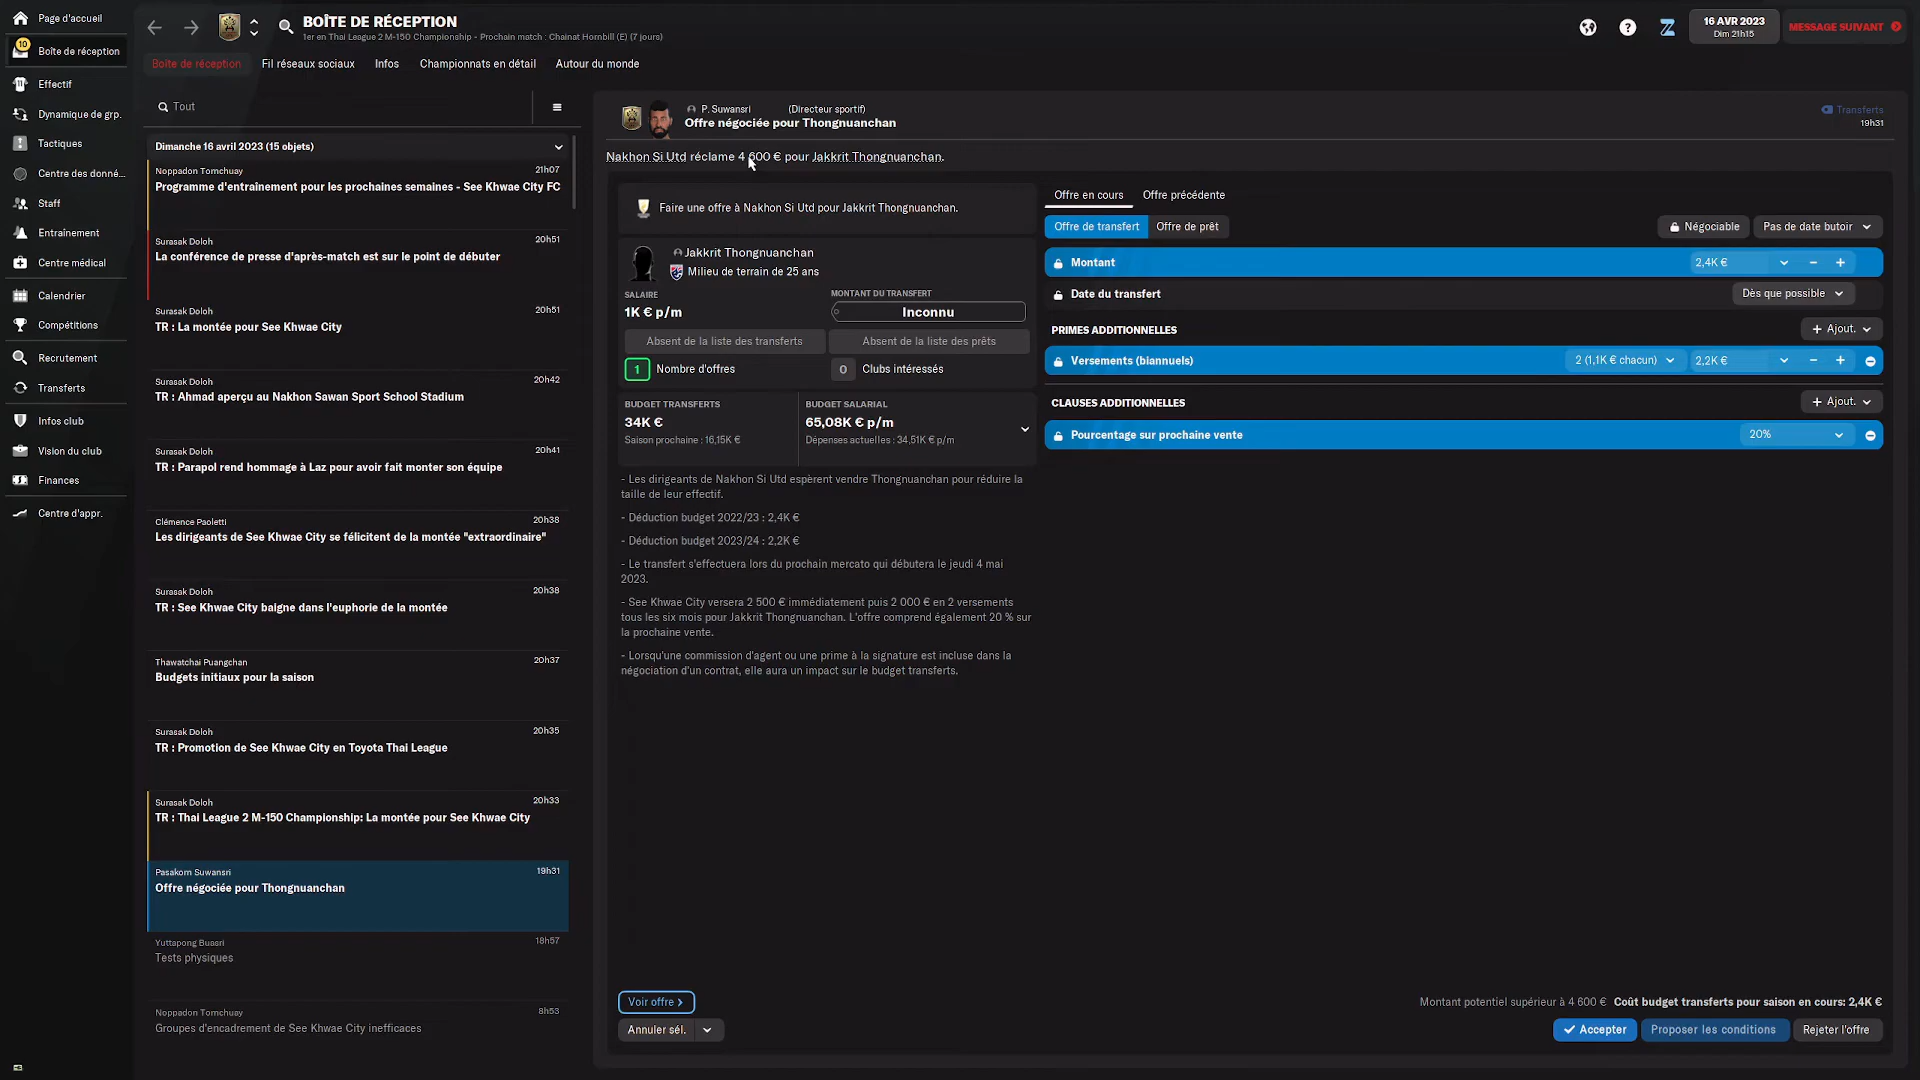 Page d'accueil
10
Boîte de réception
Effectif
Dynamique de grp.
Tactiques
Centre des donné...
Staff
Entraînement
Centre médical
Calendrier
Compétitions
Recrutement
Transferts
Infos club
Vision du club
Finances
Centre d'appr.
BOÎTE DE RÉCEPTION
1er en Thai League 2 M-150 Championship - Prochain match : Chainat Hornbill (E) (7 jours)
16 AVR 2023
Dim 21h15
MESSAGE SUIVANT
Boîte de réception
Fil réseaux sociaux
Infos
Championnats en détail
Autour du monde
Tout
Dimanche 16 avril 2023 (15 objets)
Noppadon Tomchuay
21h07
Programme d'entraînement pour les prochaines semaines - See Khwae City FC
Surasak Doloh
20h51
La conférence de presse d'après-match est sur le point de débuter
Surasak Doloh
20h51
TR : La montée pour See Khwae City
Surasak Doloh
20h42
TR : Ahmad aperçu au Nakhon Sawan Sport School Stadium
Surasak Doloh
20h41
TR : Parapol rend hommage à Laz pour avoir fait monter son équipe
Clémence Paoletti
20h38
Les dirigeants de See Khwae City se félicitent de la montée "extraordinaire"
Surasak Doloh
20h38
TR : See Khwae City baigne dans l'euphorie de la montée
Thawatchai Puangchan
20h37
Budgets initiaux pour la saison
Surasak Doloh
20h35
TR : Promotion de See Khwae City en Toyota Thai League
Surasak Doloh
20h33
TR : Thai League 2 M-150 Championship: La montée pour See Khwae City
Pasakorn Suwansri
19h31
Offre négociée pour Thongnuanchan
Yuttapong Buasri
18h57
Tests physiques
Noppadon Tomchuay
8h53
Groupes d'encadrement de See Khwae City inefficaces
P. Suwansri
(Directeur sportif)
Offre négociée pour Thongnuanchan
Transferts
19h31
Nakhon Si Utd réclame 4 600 € pour Jakkrit Thongnuanchan.
Faire une offre à Nakhon Si Utd pour Jakkrit Thongnuanchan.
Jakkrit Thongnuanchan
Milieu de terrain de 25 ans
SALAIRE
1K € p/m
MONTANT DU TRANSFERT
Inconnu
Absent de la liste des transferts
Absent de la liste des prêts
1
Nombre d'offres
0
Clubs intéressés
BUDGET TRANSFERTS
34K €
Saison prochaine : 16,15K €
BUDGET SALARIAL
65,08K € p/m
Dépenses actuelles : 34,51K € p/m
- Les dirigeants de Nakhon Si Utd espèrent vendre Thongnuanchan pour réduire la
taille de leur effectif.
- Déduction budget 2022/23 : 2,4K €
- Déduction budget 2023/24 : 2,2K €
- Le transfert s'effectuera lors du prochain mercato qui débutera le jeudi 4 mai
2023.
- See Khwae City versera 2 500 € immédiatement puis 2 000 € en 2 versements
tous les six mois pour Jakkrit Thongnuanchan. L'offre comprend également 20 % sur
la prochaine vente.
- Lorsqu'une commission d'agent ou une prime à la signature est incluse dans la
négociation d'un contrat, elle aura un impact sur le budget transferts.
Offre en cours
Offre précédente
Offre de transfert
Offre de prêt
Négociable
Pas de date butoir
Montant
2,4K €
Date du transfert
Dès que possible
PRIMES ADDITIONNELLES
Ajout.
Versements (biannuels)
2 (1,1K € chacun)
2,2K €
CLAUSES ADDITIONNELLES
Ajout.
Pourcentage sur prochaine vente
20%
Voir offre
Annuler sél.
Montant potentiel supérieur à 4 600 €
Coût budget transferts pour saison en cours: 2,4K €
Accepter
Proposer les conditions
Rejeter l'offre